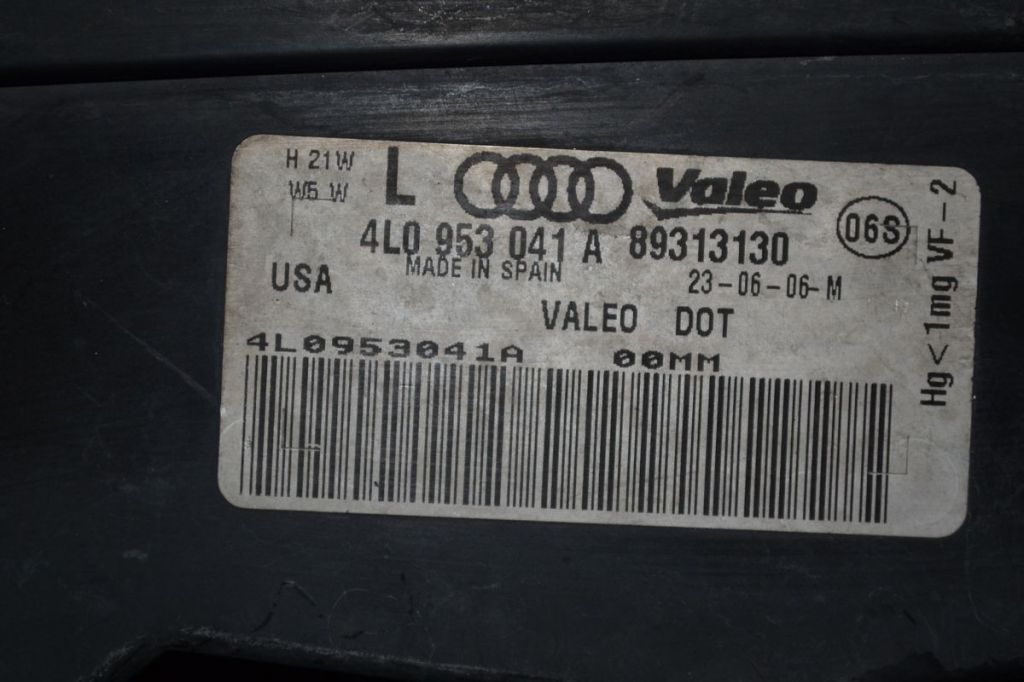 H 21W
W5 W
L
Valeo
06S
4L0 953 041 A 89313130
MADE IN SPAIN
23-06-06-M
USA
VALEO DOT
4L0953041A 00MM
Hg<1mg VF-2